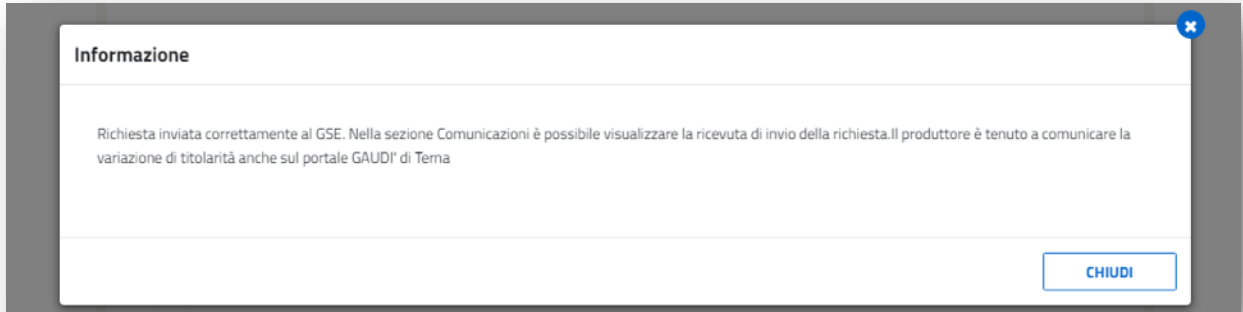 Informazione
Richiesta inviata correttamente al GSE. Nella sezione Comunicazioni è possibile visualizzare la ricevuta di invio della richiesta.Il produttore è tenuto a comunicare la
variazione di titolarità anche sul portale GAUDI' di Terna
CHIUDI